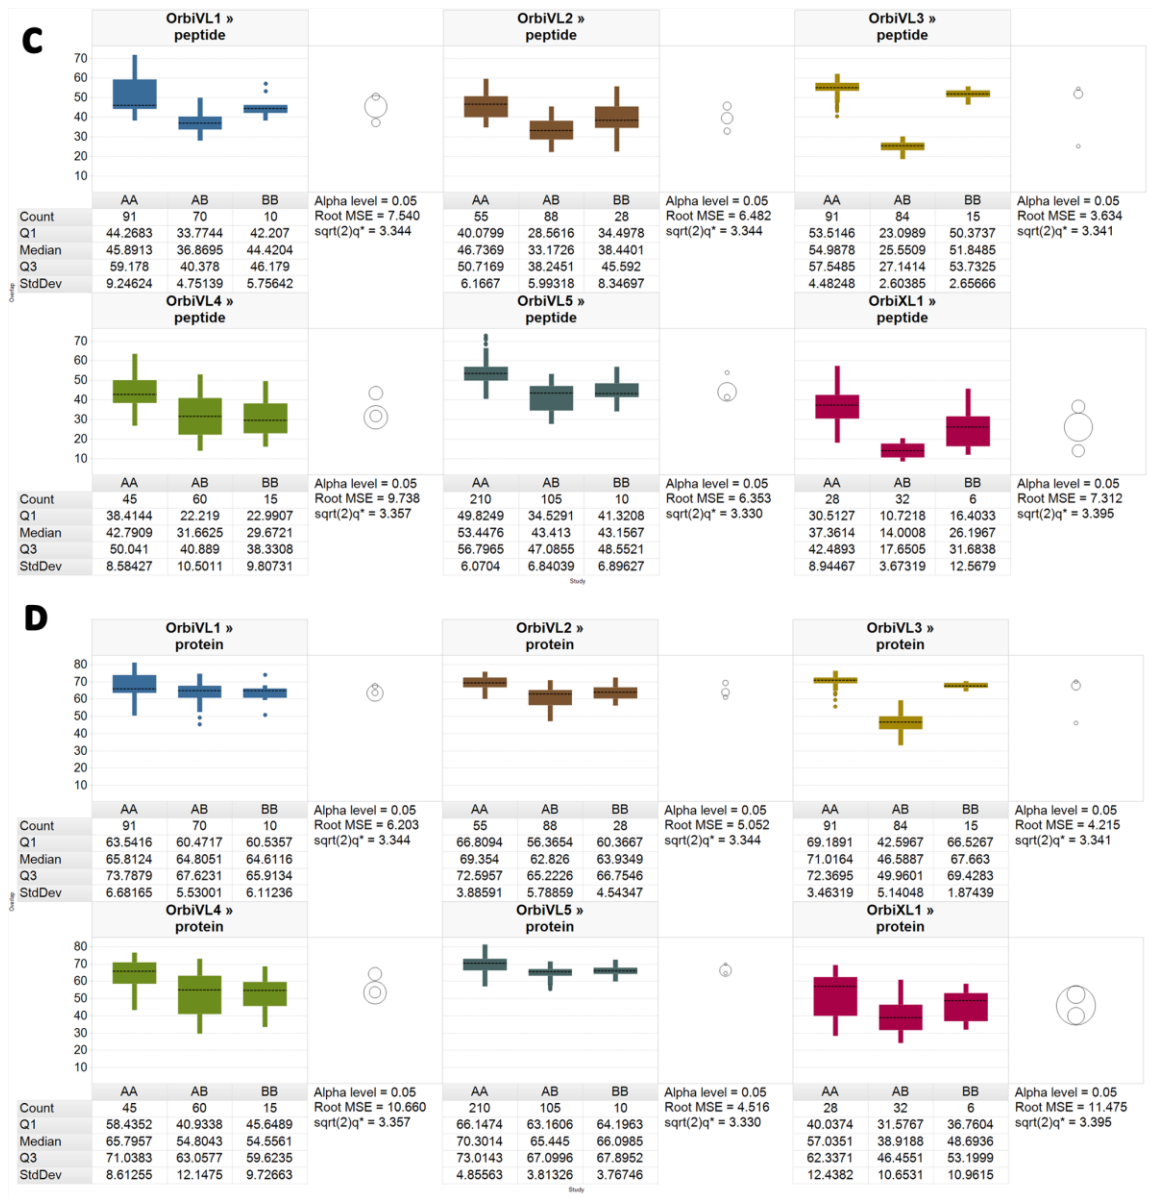 C
OrbiVL1 » peptide
OrbiVL2 » peptide
OrbiVL3 » peptide
70
60
50
40
30
20
10
AA AB BB Alpha level = 0.05 AA AB BB Alpha level = 0.05 AA AB BB Alpha level = 0.05
Count 91 70 10 Root MSE = 7.540 55 88 28 Root MSE = 6.482 91 84 15 Root MSE = 3.634
Q1 44.2683 33.7744 42.207 sqrt(2)q* = 3.344 40.0799 28.5616 34.4978 sqrt(2)q* = 3.344 53.5146 23.0989 50.3737 sqrt(2)q* = 3.341
Median 45.8913 36.8695 44.4204 46.7369 33.1726 38.4401 54.9878 25.5509 51.8485
Q3 59.178 40.378 46.179 50.7169 38.2451 45.592 57.5485 27.1414 53.7325
StdDev 9.24624 4.75139 5.75642 6.1667 5.99318 8.34697 4.48248 2.60385 2.65666
Overlap
OrbiVL4 » peptide
OrbiVL5 » peptide
OrbiXL1 » peptide
70
60
50
40
30
20
10
AA AB BB Alpha level = 0.05 AA AB BB Alpha level = 0.05 AA AB BB Alpha level = 0.05
Count 45 60 15 Root MSE = 9.738 210 105 10 Root MSE = 6.353 28 32 6 Root MSE = 7.312
Q1 38.4144 22.219 22.9907 sqrt(2)q* = 3.357 49.8249 34.5291 41.3208 sqrt(2)q* = 3.330 30.5127 10.7218 16.4033 sqrt(2)q* = 3.395
Median 42.7909 31.6625 29.6721 53.4476 43.413 43.1567 37.3614 14.0008 26.1967
Q3 50.041 40.889 38.3308 56.7965 47.0855 48.5521 42.4893 17.6505 31.6838
StdDev 8.58427 10.5011 9.80731 6.0704 6.84039 6.89627 8.94467 3.67319 12.5679
Study
D
OrbiVL1 » protein
OrbiVL2 » protein
OrbiVL3 » protein
80
70
60
50
40
30
20
10
AA AB BB Alpha level = 0.05 AA AB BB Alpha level = 0.05 AA AB BB Alpha level = 0.05
Count 91 70 10 Root MSE = 6.203 55 88 28 Root MSE = 5.052 91 84 15 Root MSE = 4.215
Q1 63.5416 60.4717 60.5357 sqrt(2)q* = 3.344 66.8094 56.3654 60.3667 sqrt(2)q* = 3.344 69.1891 42.5967 66.5267 sqrt(2)q* = 3.341
Median 65.8124 64.8051 64.6116 69.354 62.826 63.9349 71.0164 46.5887 67.663
Q3 73.7879 67.6231 65.9134 72.5957 65.2226 66.7546 72.3695 49.9601 69.4283
StdDev 6.68165 5.53001 6.11236 3.88591 5.78859 4.54347 3.46319 5.14048 1.87439
Overlap
OrbiVL4 » protein
OrbiVL5 » protein
OrbiXL1 » protein
80
70
60
50
40
30
20
10
AA AB BB Alpha level = 0.05 AA AB BB Alpha level = 0.05 AA AB BB Alpha level = 0.05
Count 45 60 15 Root MSE = 10.660 210 105 10 Root MSE = 4.516 28 32 6 Root MSE = 11.475
Q1 58.4352 40.9338 45.6489 sqrt(2)q* = 3.357 66.1474 63.1606 64.1963 sqrt(2)q* = 3.330 40.0374 31.5767 36.7604 sqrt(2)q* = 3.395
Median 65.7957 54.8043 54.5561 70.3014 65.445 66.0985 57.0351 38.9188 48.6936
Q3 71.0383 63.0577 59.6235 73.0143 67.0996 67.8952 62.3371 46.4551 53.1999
StdDev 8.61255 12.1475 9.72663 4.85563 3.81326 3.76746 12.4382 10.6531 10.9615
Study